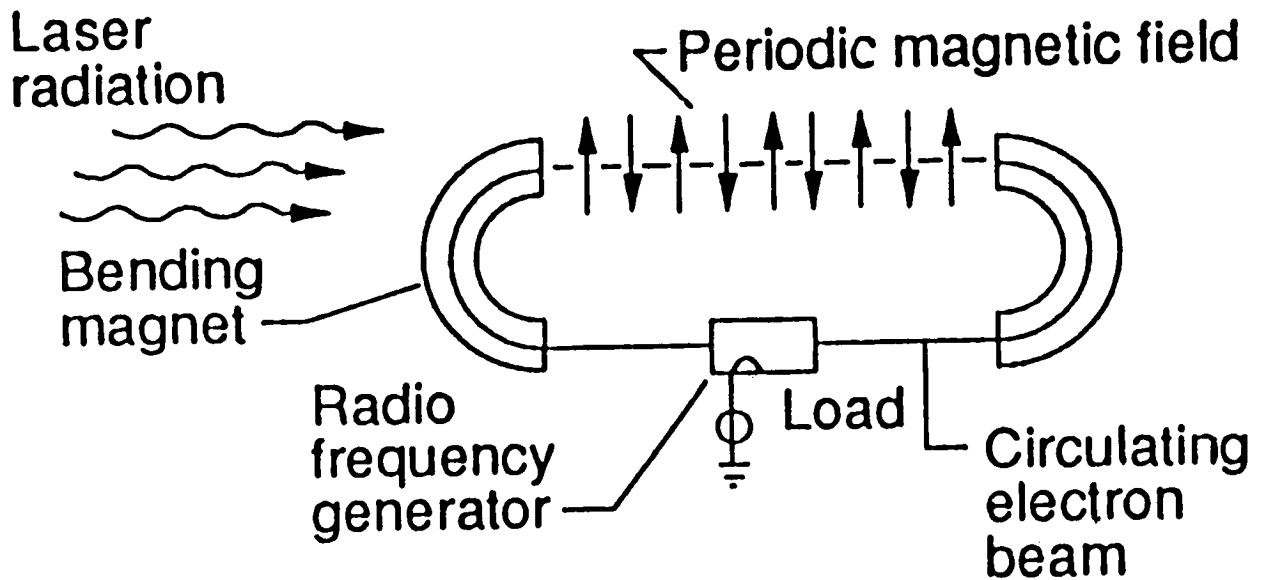 Laser
radiation
Periodic magnetic field
Bending
magnet
Radio
frequency
generator
Load
Circulating
electron
beam